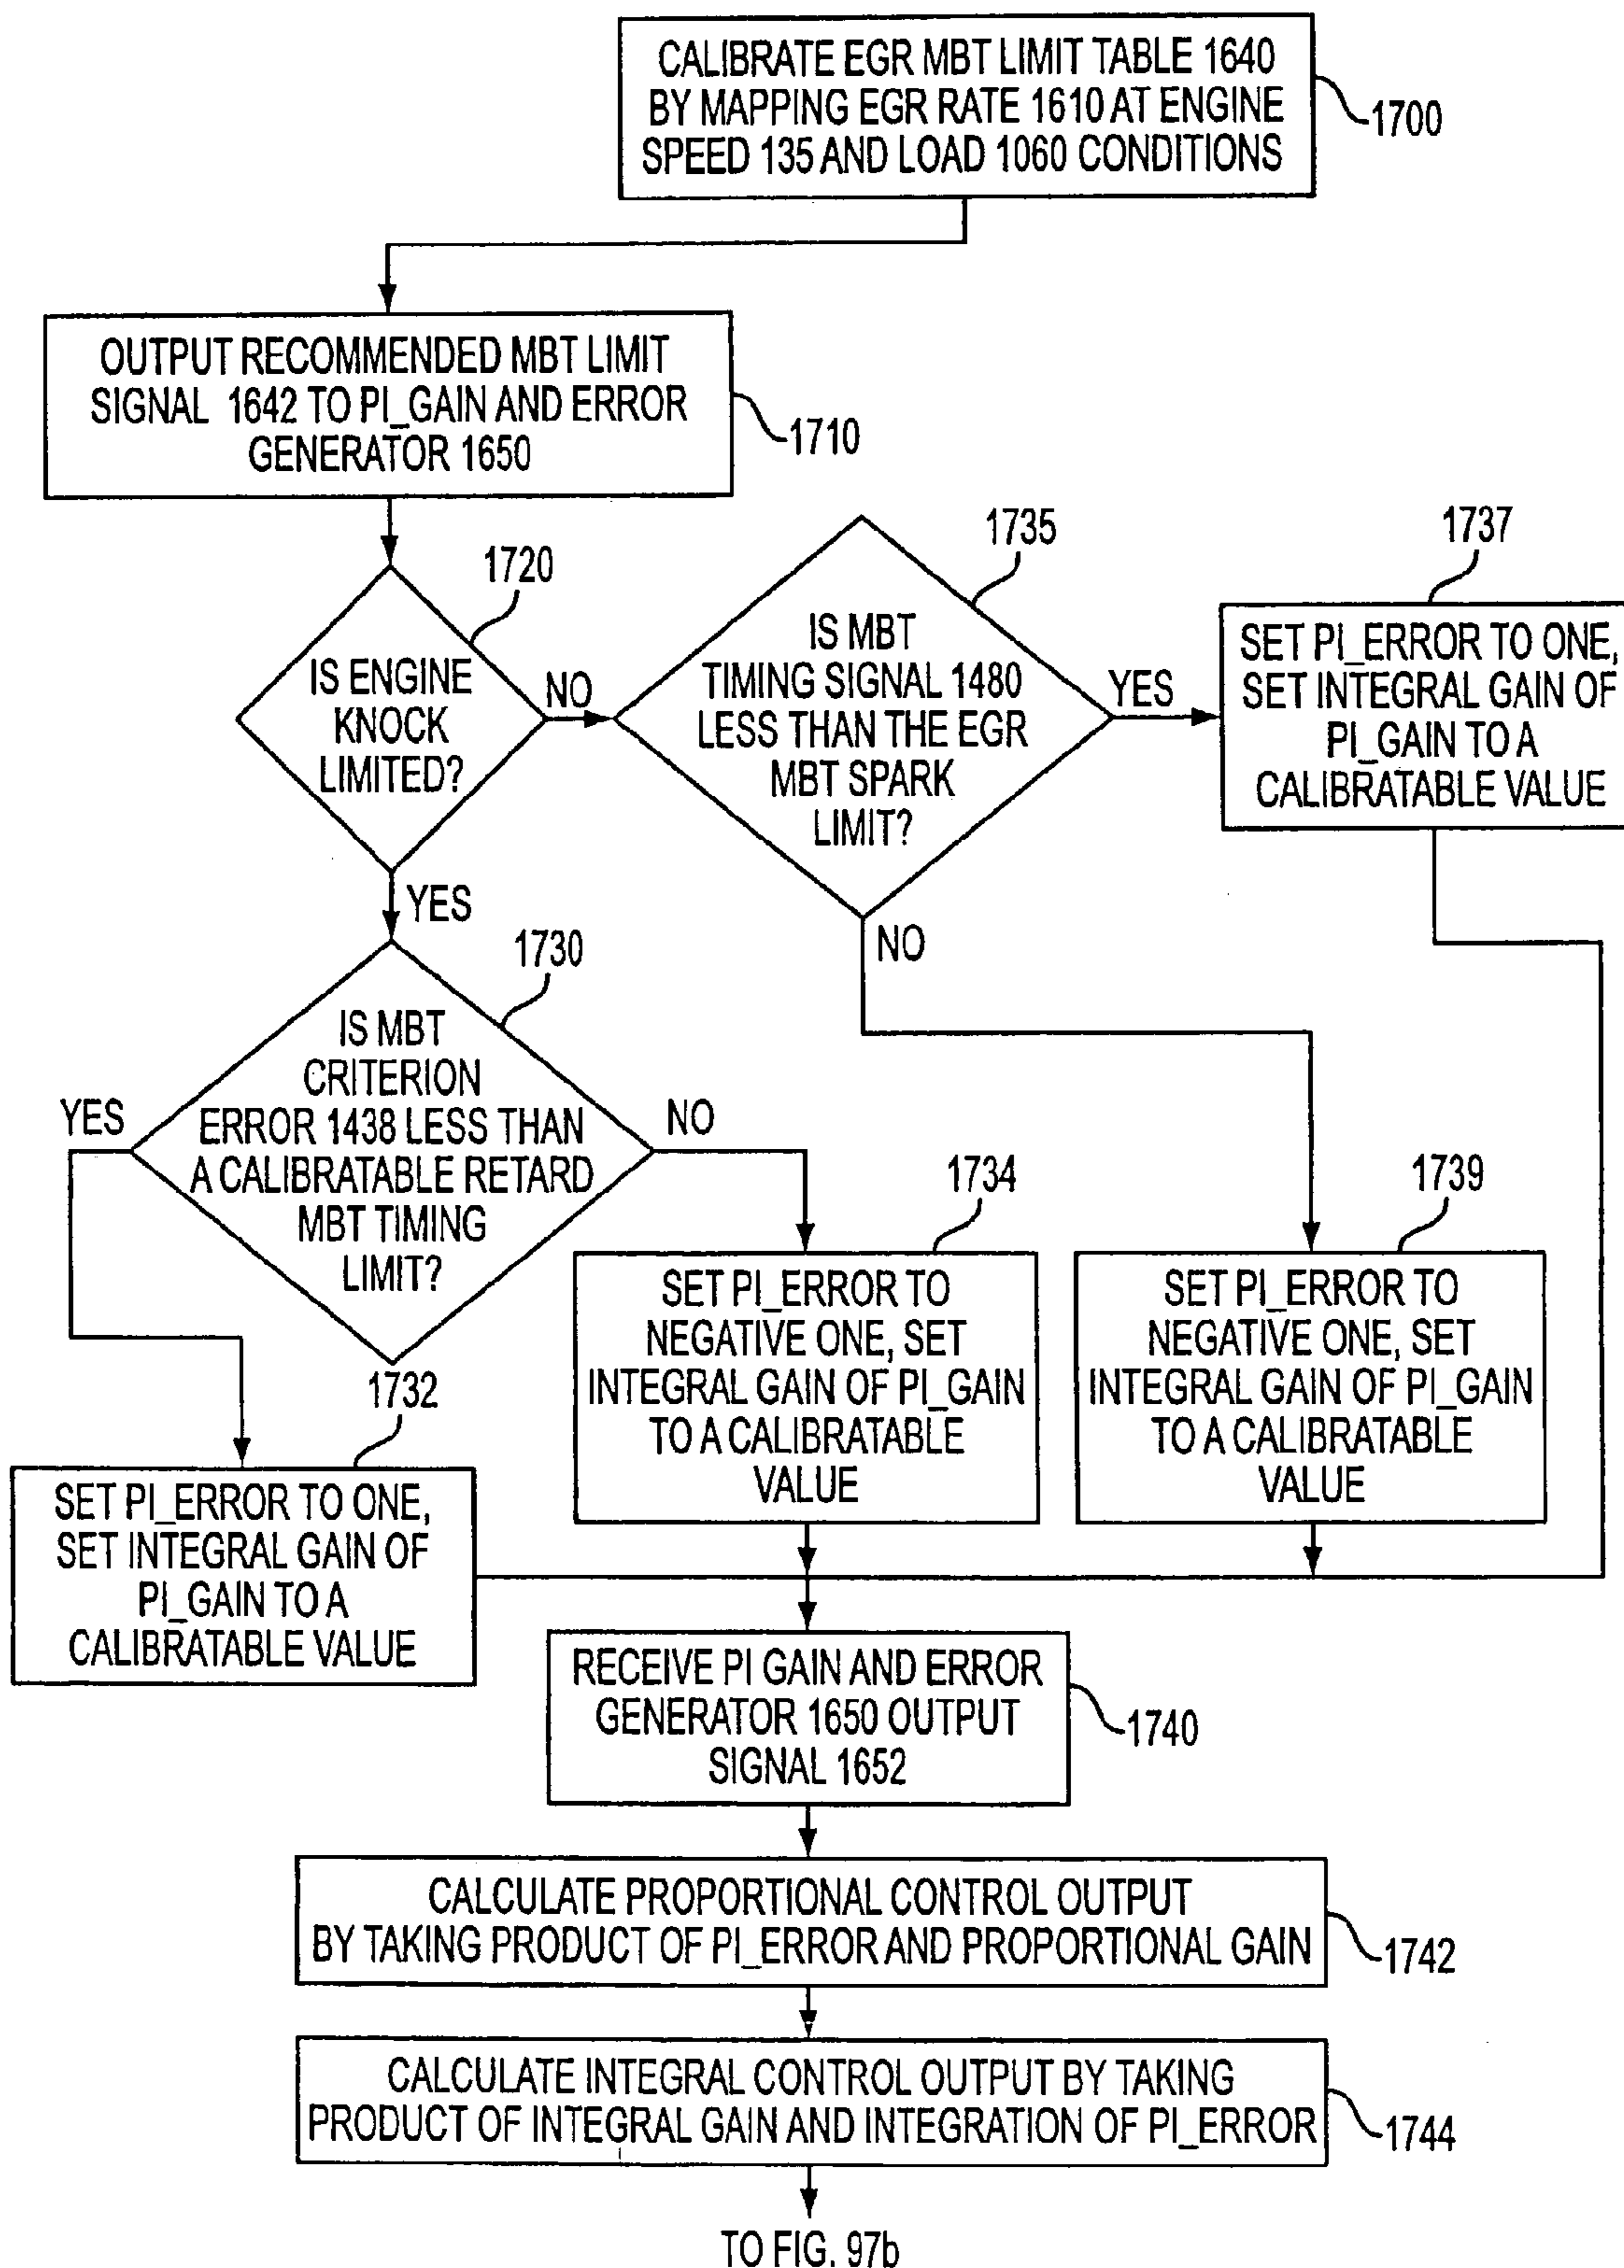 CALIBRATE EGR MBT LIMIT TABLE 1640
BY MAPPING EGR RATE 1610 AT ENGINE
SPEED 135 AND LOAD 1060 CONDITIONS
1700
OUTPUT RECOMMENDED MBT LIMIT
SIGNAL 1642 TO PI_GAIN AND ERROR
GENERATOR 1650
1710
1720
IS ENGINE
KNOCK
LIMITED?
NO
YES
1735
IS MBT
TIMING SIGNAL 1480
LESS THAN THE EGR
MBT SPARK
LIMIT?
YES
NO
1737
SET PI_ERROR TO ONE,
SET INTEGRAL GAIN OF
PI_GAIN TO A
CALIBRATABLE VALUE
1730
IS MBT
CRITERION
ERROR 1438 LESS THAN
A CALIBRATABLE RETARD
MBT TIMING
LIMIT?
YES
NO
1734
SET PI_ERROR TO
NEGATIVE ONE, SET
INTEGRAL GAIN OF PI_GAIN
TO A CALIBRATABLE
VALUE
1739
SET PI_ERROR TO
NEGATIVE ONE, SET
INTEGRAL GAIN OF PI_GAIN
TO A CALIBRATABLE
VALUE
1732
SET PI_ERROR TO ONE,
SET INTEGRAL GAIN OF
PI_GAIN TO A
CALIBRATABLE VALUE
RECEIVE PI GAIN AND ERROR
GENERATOR 1650 OUTPUT
SIGNAL 1652
1740
CALCULATE PROPORTIONAL CONTROL OUTPUT
BY TAKING PRODUCT OF PI_ERROR AND PROPORTIONAL GAIN
1742
CALCULATE INTEGRAL CONTROL OUTPUT BY TAKING
PRODUCT OF INTEGRAL GAIN AND INTEGRATION OF PI_ERROR
1744
TO FIG. 97b